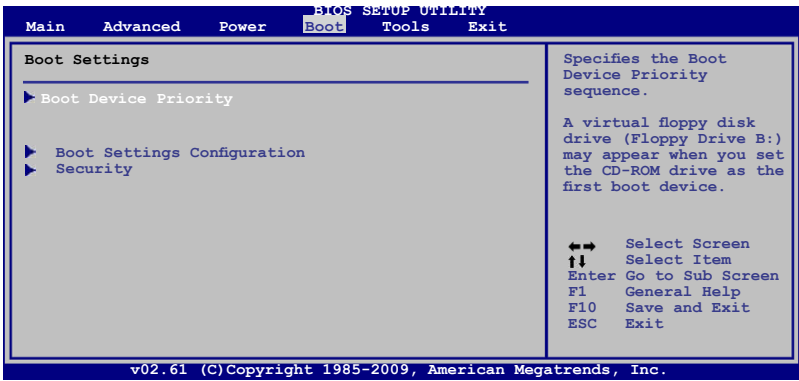 BIOS SETUP UTILITY
Main Advanced Power Boot Tools Exit
Boot Settings
Boot Device Priority
Boot Settings Configuration
Security
Specifies the Boot
Device Priority
sequence.
A virtual floppy disk
drive (Floppy Drive B:)
may appear when you set
the CD-ROM drive as the
first boot device.
Select Screen
Select Item
Enter Go to Sub Screen
F1 General Help
F10 Save and Exit
ESC Exit
v02.61 (C)Copyright 1985-2009, American Megatrends, Inc.